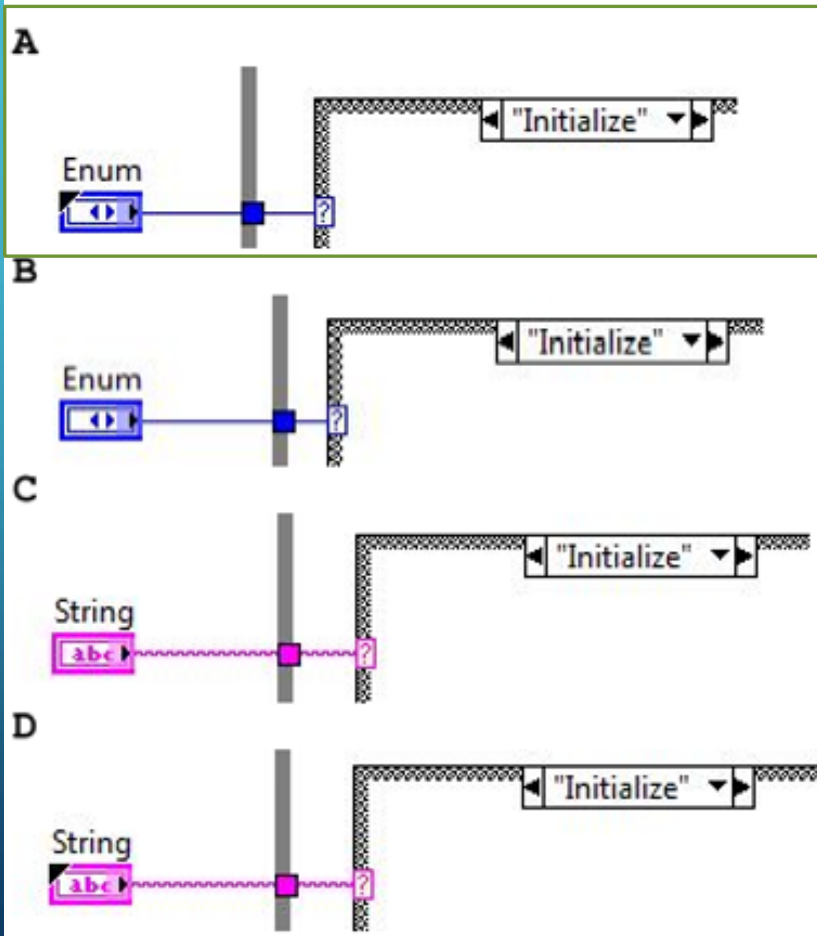 A
"Initialize"
Enum
?
B
"Initialize"
Enum
?
C
"Initialize"
String
abc
?
D
"Initialize"
String
abc
?